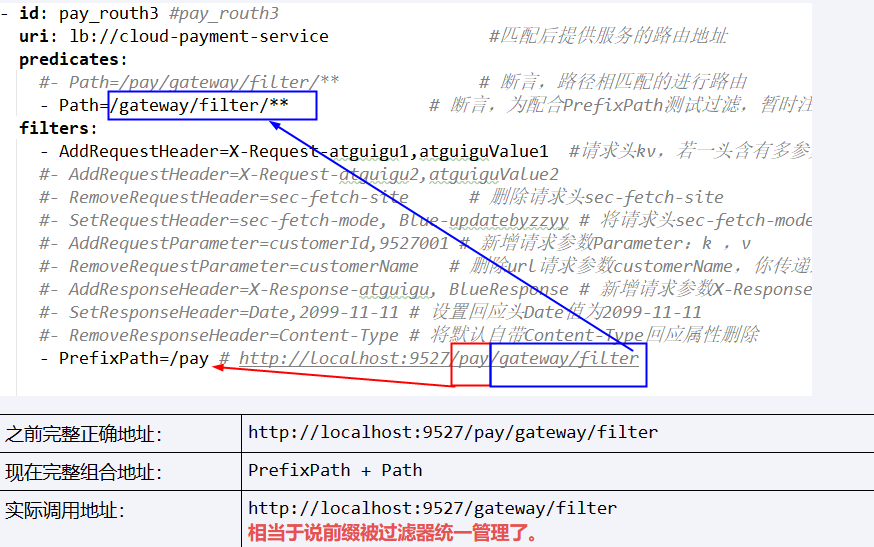 - id: pay_routh3 #pay_routh3
uri: lb://cloud-payment-service #匹配后提供服务的路由地址
predicates:
#- Path=/pay/gateway/filter/** # 断言，路径相匹配的进行路由
- Path=/gateway/filter/** # 断言，为配合PrefixPath测试过滤，暂时注
filters:
- AddRequestHeader=X-Request-atguigu1,atguiguValue1 #请求头kv，若一头含有多参
#- AddRequestHeader=X-Request-atguigu2,atguiguValue2
#- RemoveRequestHeader=sec-fetch-site # 删除请求头sec-fetch-site
#- SetRequestHeader=sec-fetch-mode, Blue-updatebyzzyy # 将请求头sec-fetch-mode
#- AddRequestParameter=customerId,9527001 # 新增请求参数Parameter：k ，v
#- RemoveRequestParameter=customerName # 删除url请求参数customerName，你传递
#- AddResponseHeader=X-Response-atguigu, BlueResponse # 新增请求参数X-Response
#- SetResponseHeader=Date,2099-11-11 # 设置回应头Date值为2099-11-11
#- RemoveResponseHeader=Content-Type # 将默认自带Content-Type回应属性删除
- PrefixPath=/pay # http://localhost:9527/pay/gateway/filter
之前完整正确地址： http://localhost:9527/pay/gateway/filter
现在完整组合地址： PrefixPath + Path
实际调用地址： http://localhost:9527/gateway/filter
相当于说前缀被过滤器统一管理了。